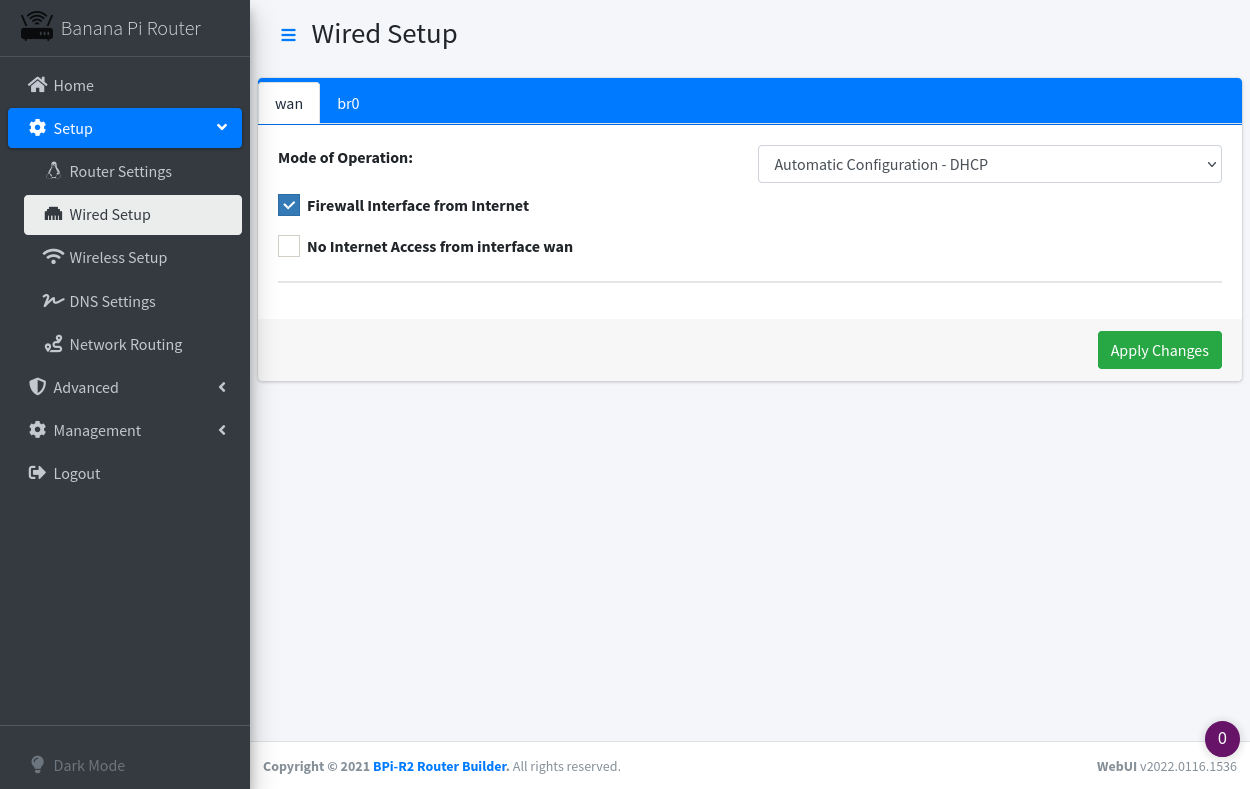 Banana Pi Router
Home
Setup
Router Settings
Wired Setup
Wireless Setup
DNS Settings
Network Routing
Advanced
Management
Logout
Dark Mode
Wired Setup
wan br0
Mode of Operation: Automatic Configuration - DHCP
Firewall Interface from Internet
No Internet Access from interface wan
Apply Changes
0
Copyright © 2021 BPi-R2 Router Builder. All rights reserved. WebUI v2022.0116.1536